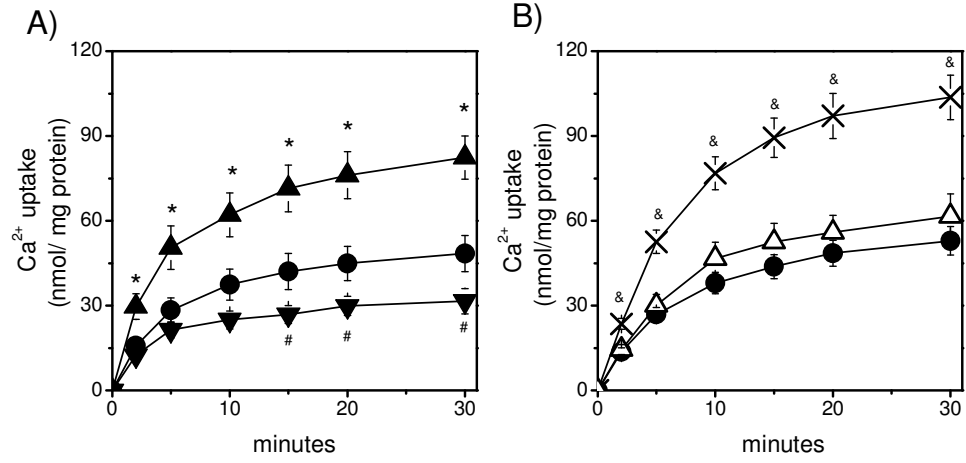 A)
B)
120
90
60
30
0
Ca²⁺ uptake
(nmol/ mg protein)
* * * * * *
# # #
0 10 20 30
minutes
120
90
60
30
0
Ca²⁺ uptake
(nmol/mg protein)
& & & & & &
0 10 20 30
minutes